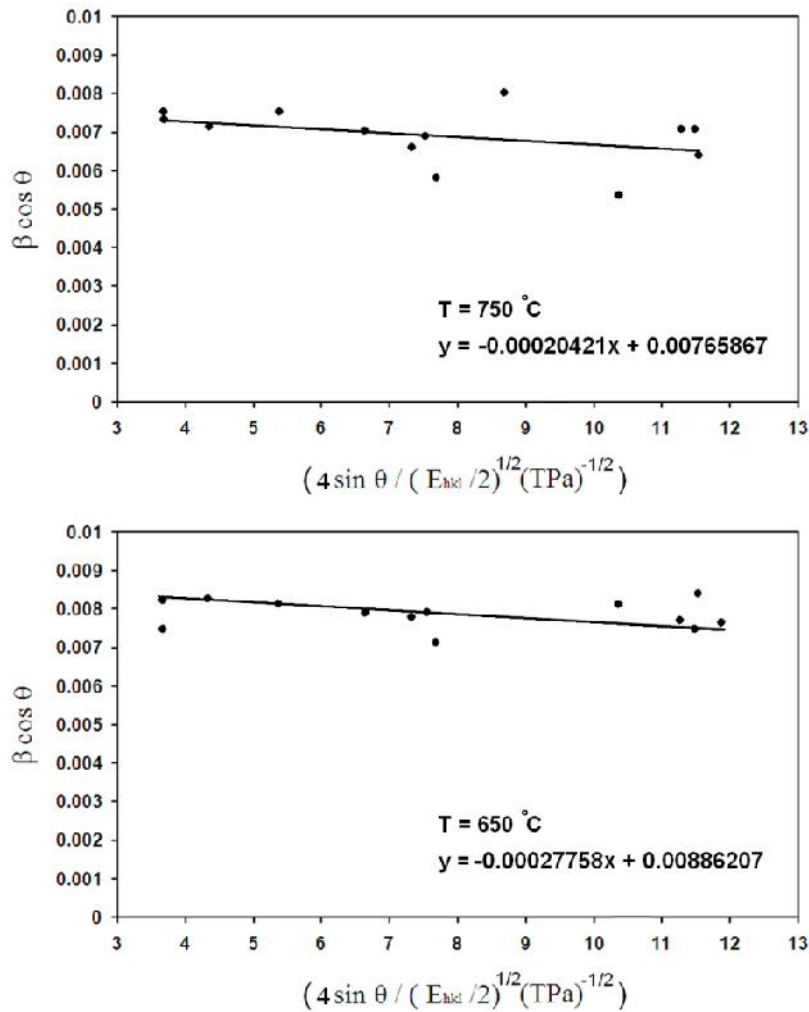 0.01
0.009
0.008
0.007
0.006
0.005
0.004
0.003
0.002
0.001
0
β cos θ
T = 750 °C
y = -0.00020421x + 0.00765867
3 4 5 6 7 8 9 10 11 12 13
(4 sin θ / ( Ehkl /2)^1/2 (TPa)^-1/2)
0.01
0.009
0.008
0.007
0.006
0.005
0.004
0.003
0.002
0.001
0
β cos θ
T = 650 °C
y = -0.00027758x + 0.00886207
3 4 5 6 7 8 9 10 11 12 13
(4 sin θ / ( Ehkl /2)^1/2 (TPa)^-1/2)